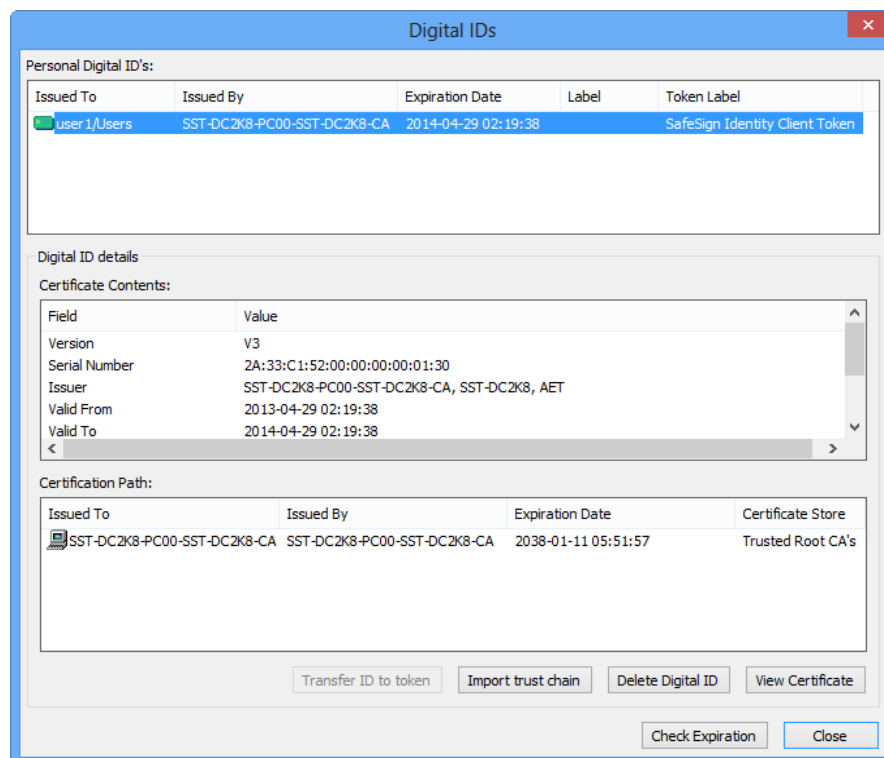 Digital IDs
Personal Digital ID's:
Issued To Issued By Expiration Date Label Token Label
user1/Users SST-DC2K8-PC00-SST-DC2K8-CA 2014-04-29 02:19:38 SafeSign Identity Client Token
Digital ID details
Certificate Contents:
Field Value
Version V3
Serial Number 2A:33:C1:52:00:00:00:00:01:30
Issuer SST-DC2K8-PC00-SST-DC2K8-CA, SST-DC2K8, AET
Valid From 2013-04-29 02:19:38
Valid To 2014-04-29 02:19:38
Certification Path:
Issued To Issued By Expiration Date Certificate Store
SST-DC2K8-PC00-SST-DC2K8-CA SST-DC2K8-PC00-SST-DC2K8-CA 2038-01-11 05:51:57 Trusted Root CA's
Transfer ID to token Import trust chain Delete Digital ID View Certificate
Check Expiration Close